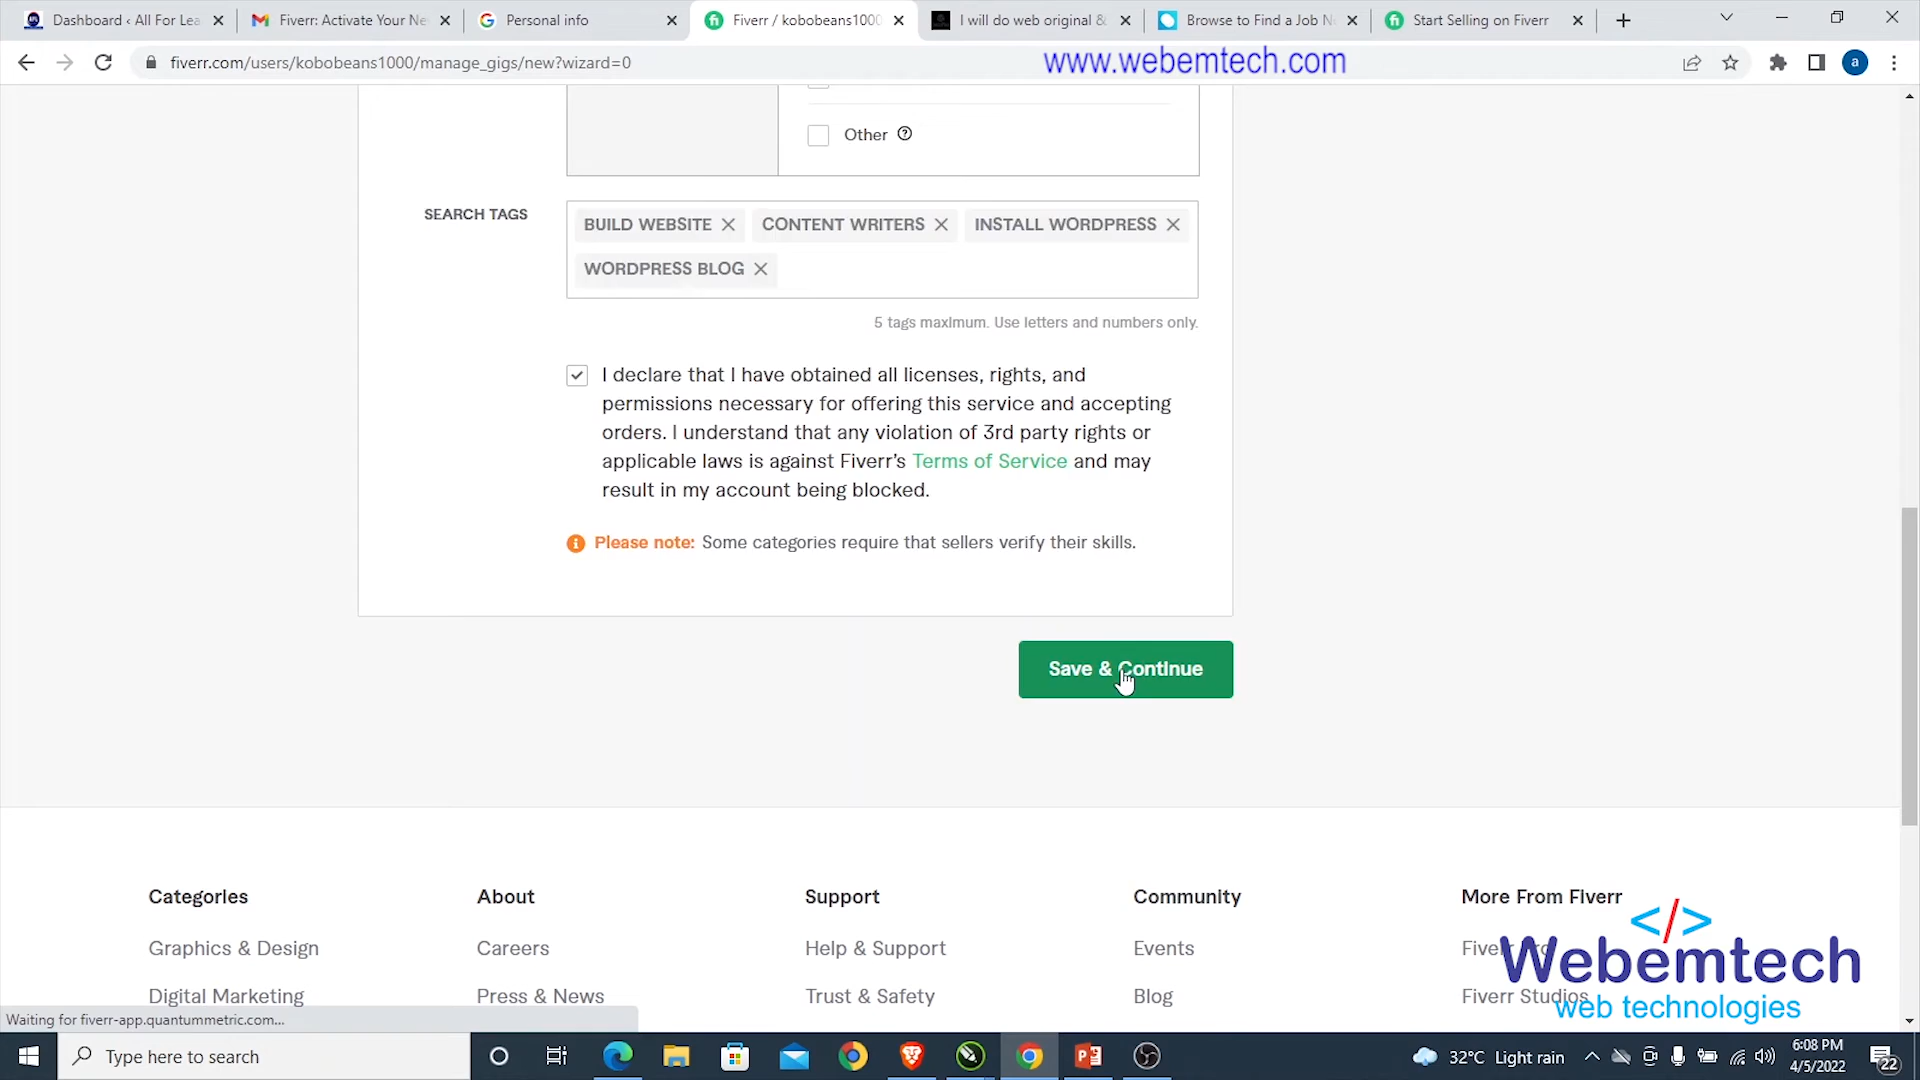 Dashboard ‹ All For Lea
Fiverr: Activate Your Ne
Personal info
Fiverr / kobobeans1000
I will do web original &
Browse to Find a Job N
Start Selling on Fiverr
fiverr.com/users/kobobeans1000/manage_gigs/new?wizard=0
www.webemtech.com
a
Other
SEARCH TAGS
BUILD WEBSITE
CONTENT WRITERS
INSTALL WORDPRESS
WORDPRESS BLOG
5 tags maximum. Use letters and numbers only.
I declare that I have obtained all licenses, rights, and
permissions necessary for offering this service and accepting
orders. I understand that any violation of 3rd party rights or
applicable laws is against Fiverr's Terms of Service and may
result in my account being blocked.
Please note: Some categories require that sellers verify their skills.
Save & Continue
Categories
About
Support
Community
More From Fiverr
Graphics & Design
Careers
Help & Support
Events
Digital Marketing
Press & News
Trust & Safety
Blog
Fiverr Studios
</>
Webemtech
web technologies
Waiting for fiverr-app.quantummetric.com...
Type here to search
32°C Light rain
6:08 PM
4/5/2022
22